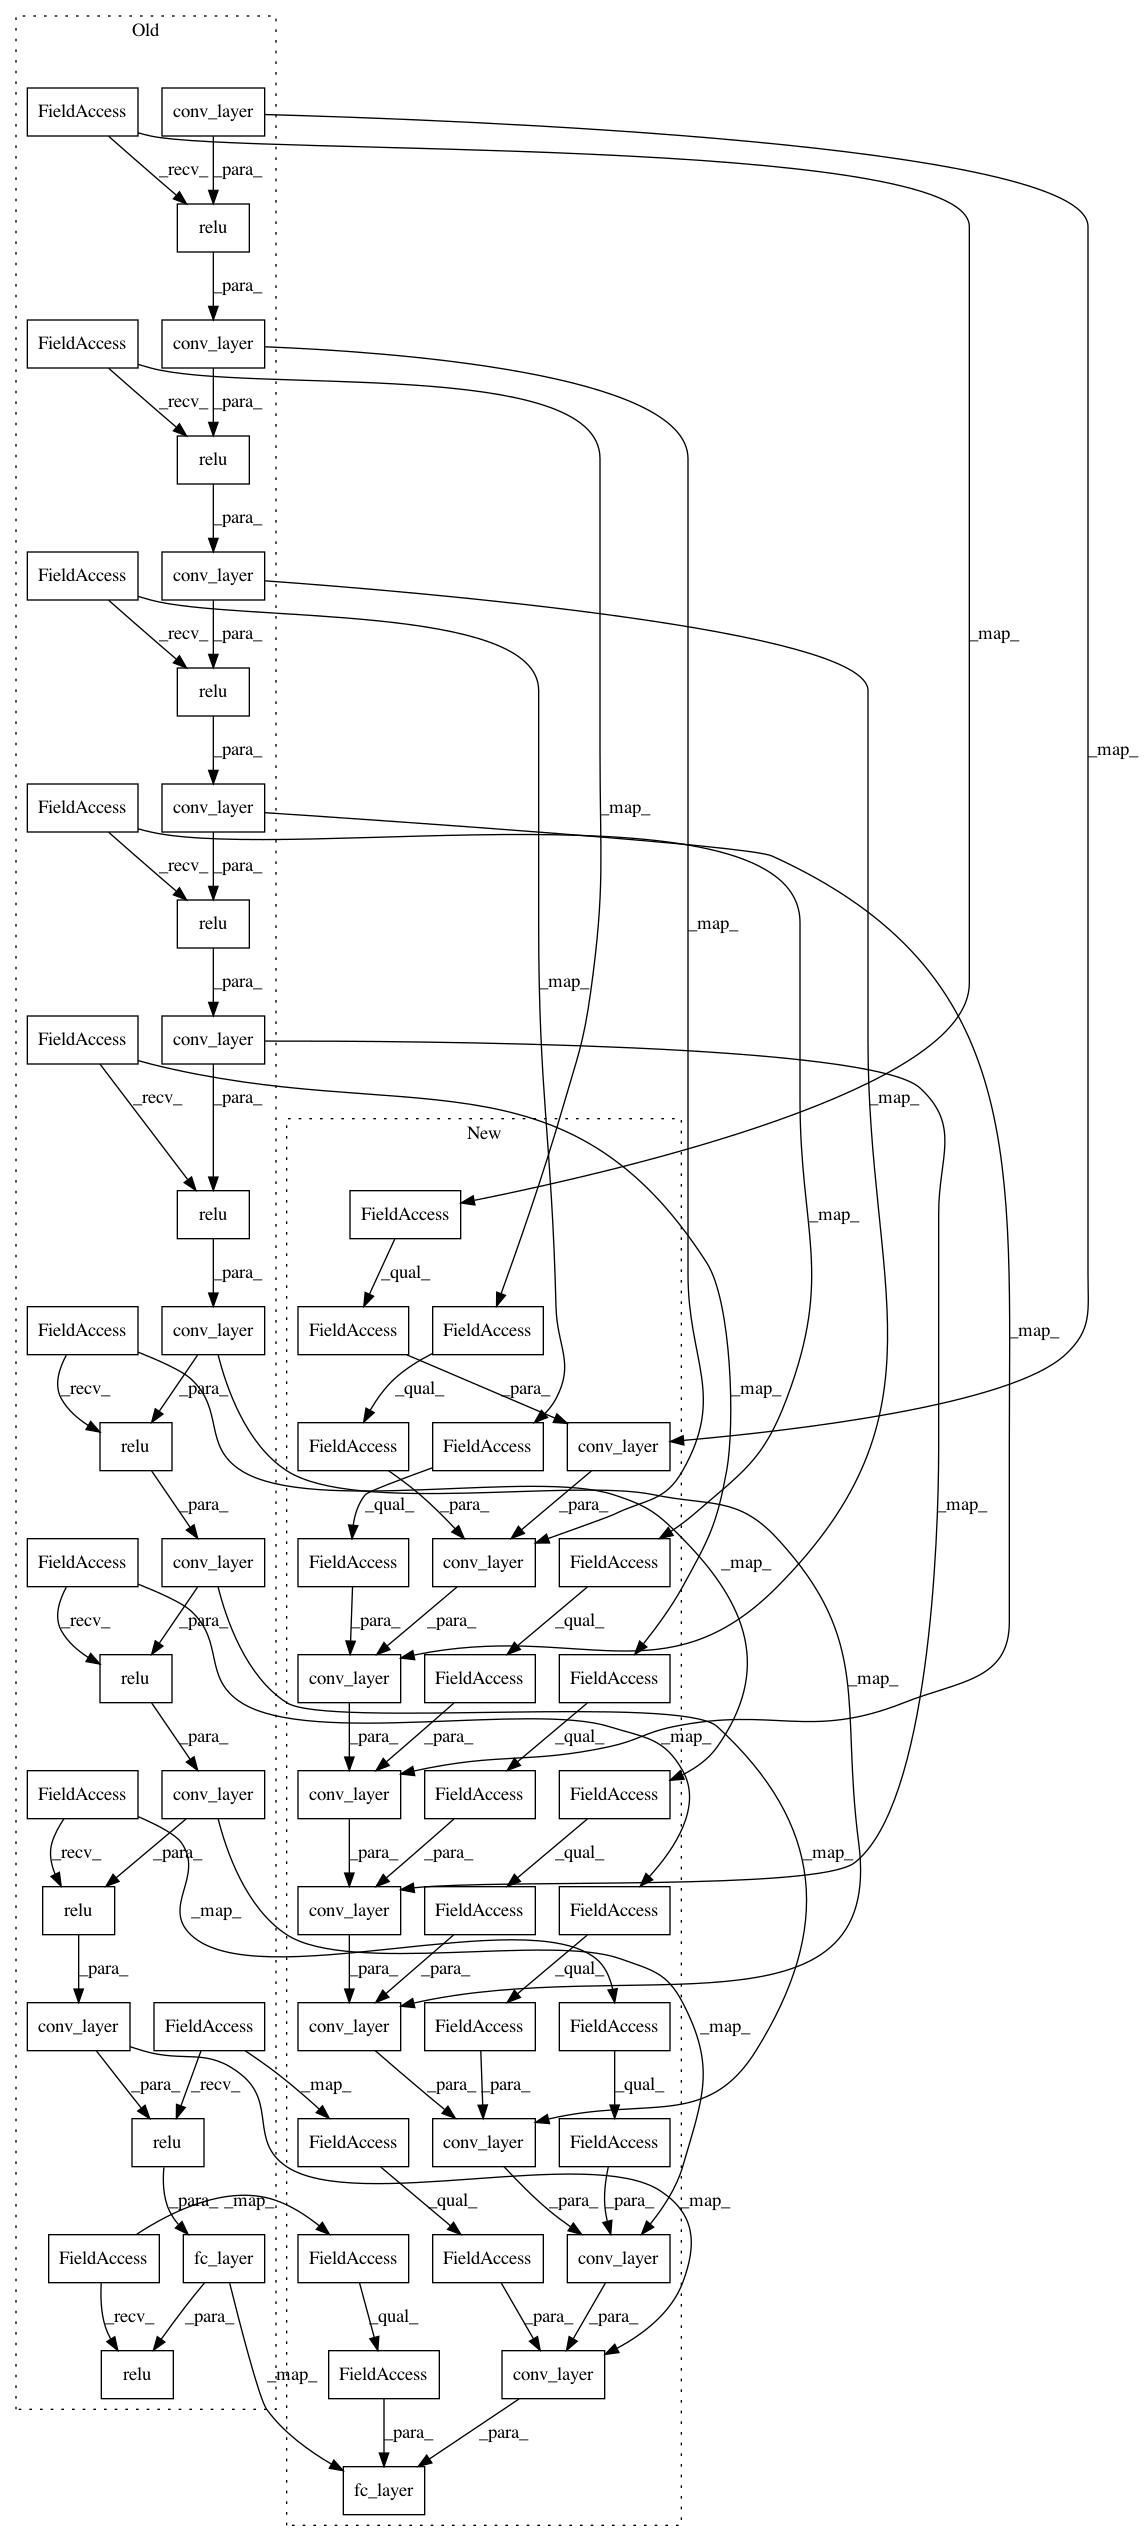 Old
FieldAccess conv_layer
_recv_ _para_
relu
_para_
FieldAccess conv_layer
_recv_ _para_
relu
_para_
FieldAccess conv_layer
_recv_ _para_ _map_
relu
_para_ _map_
FieldAccess conv_layer _map_
_recv_ _para_
relu _map_
_para_ _map_
FieldAccess conv_layer
_recv_ _para_ _map_
New
relu FieldAccess _map_
_para_ _qual_
FieldAccess conv_layer FieldAccess FieldAccess _map_
_recv_ _para_ _qual_ _para_ _map_
relu FieldAccess FieldAccess conv_layer
_para_ _qual_ _para_ _para_ _map_
FieldAccess conv_layer FieldAccess conv_layer FieldAccess _map_
_recv_ _para_ _para_ _para_ _qual_
relu conv_layer FieldAccess FieldAccess _map_
_para_ _para_ _para_ _qual_ _map_
FieldAccess conv_layer conv_layer FieldAccess FieldAccess
_recv_ _para_ _para_ _para_ _qual_ _map_
relu _map_ conv_layer FieldAccess FieldAccess
_para_ _para_ _para_ _qual_
conv_layer FieldAccess conv_layer FieldAccess FieldAccess _map_
_para_ _recv_ _map_ _para_ _para_ _qual_
relu FieldAccess conv_layer FieldAccess
_para_ _map_ _qual_ _para_ _para_ _map_
FieldAccess fc_layer FieldAccess FieldAccess conv_layer
_recv_ _para_ _qual_ _para_ _para_
relu _map_ FieldAccess conv_layer
_para_ _para_
fc_layer